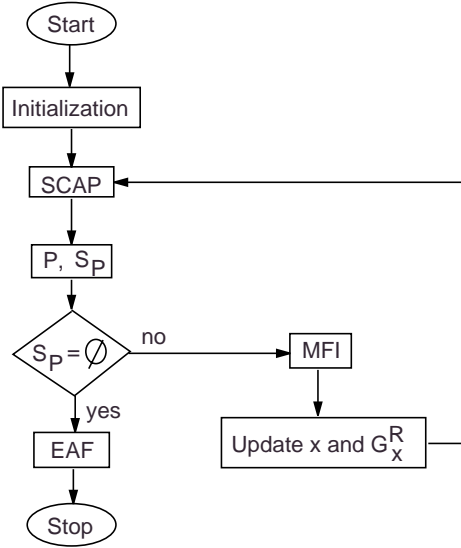 Start
Initialization
SCAP
P, S_P
S_P = ∅
no
MFI
yes
EAF
Update x and G_x^R
Stop